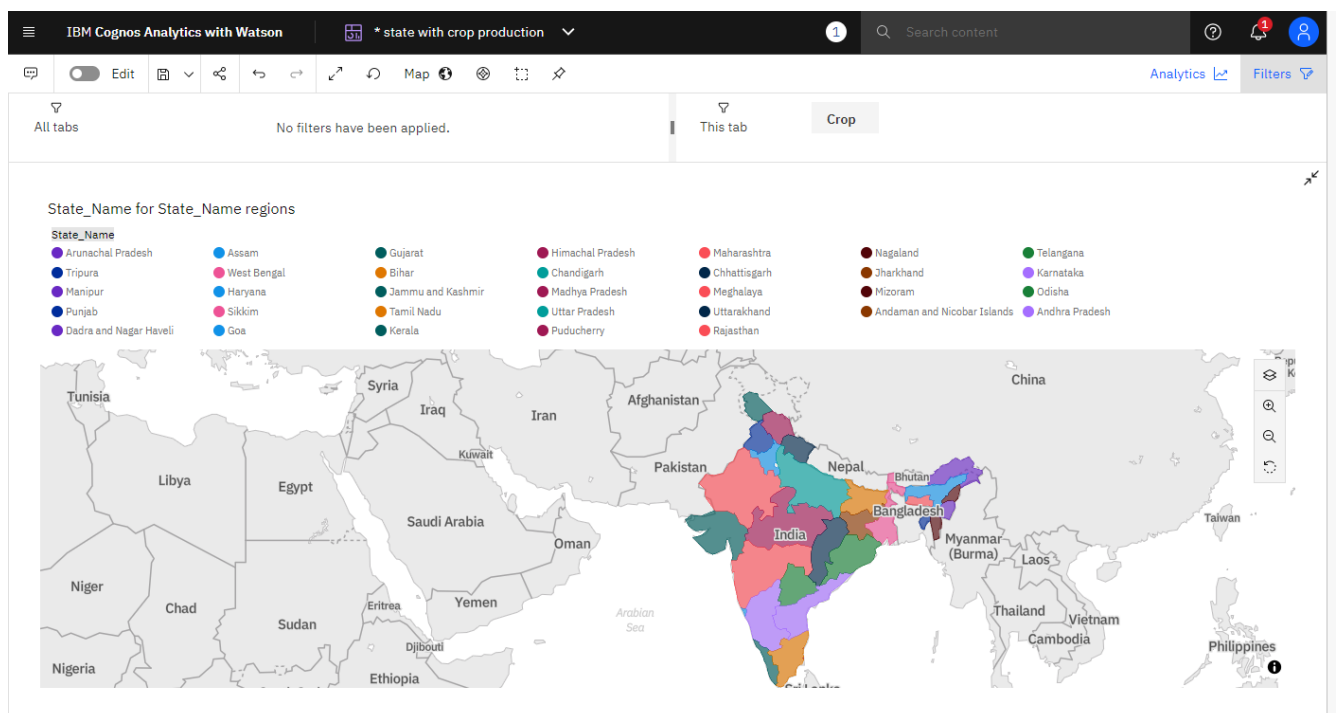 IBM Cognos Analytics with Watson * state with crop production 1 Search content 1
Edit Map Analytics Filters
All tabs No filters have been applied. This tab Crop
State_Name for State_Name regions
State_Name
Arunachal Pradesh Assam Gujarat Himachal Pradesh Maharashtra Nagaland Telangana
Tripura West Bengal Bihar Chandigarh Chhattisgarh Jharkhand Karnataka
Manipur Haryana Jammu and Kashmir Madhya Pradesh Meghalaya Mizoram Odisha
Punjab Sikkim Tamil Nadu Uttar Pradesh Uttarakhand Andaman and Nicobar Islands Andhra Pradesh
Dadra and Nagar Haveli Goa Kerala Puducherry Rajasthan
Tunisia Syria Iraq Iran Afghanistan China
Kuwait
Libya Egypt Pakistan Nepal Bhutan
Saudi Arabia Bangladesh Taiwan
Oman India Myanmar
(Burma) Laos
Niger Chad Eritrea Yemen
Sudan Arabian
Sea Thailand Vietnam
Djibouti Cambodia Philippines
Nigeria Ethiopia